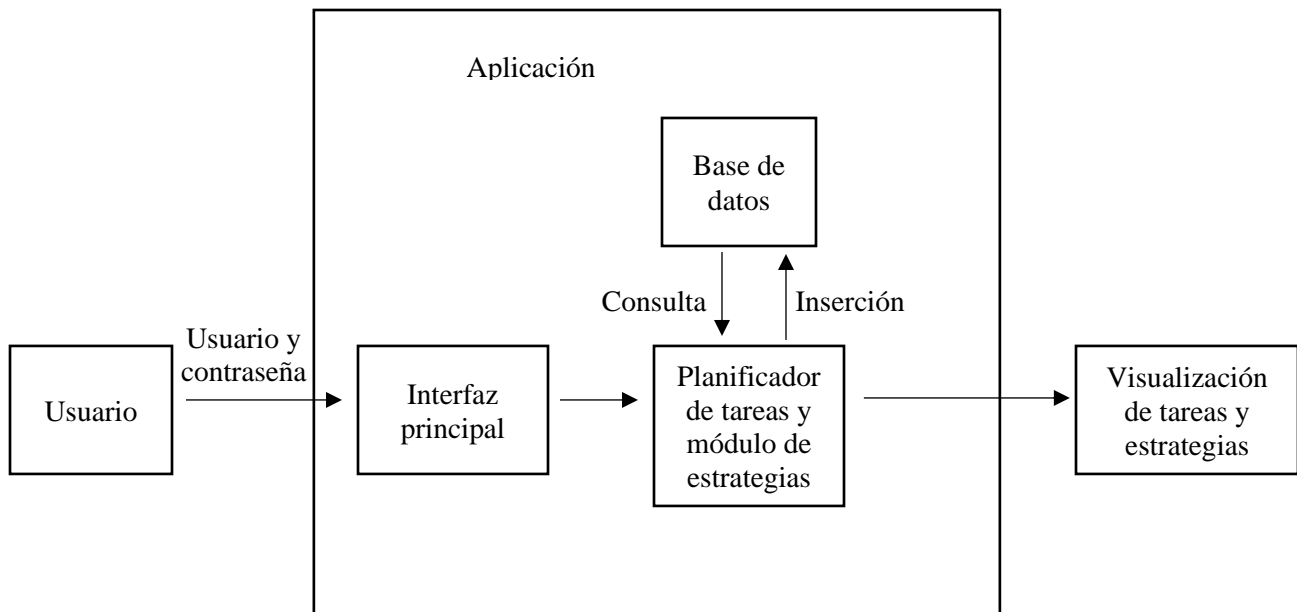 Aplicación
Base de
datos
Consulta
Inserción
Usuario y
contraseña
Usuario
Interfaz
principal
Planificador
de tareas y
módulo de
estrategias
Visualización
de tareas y
estrategias